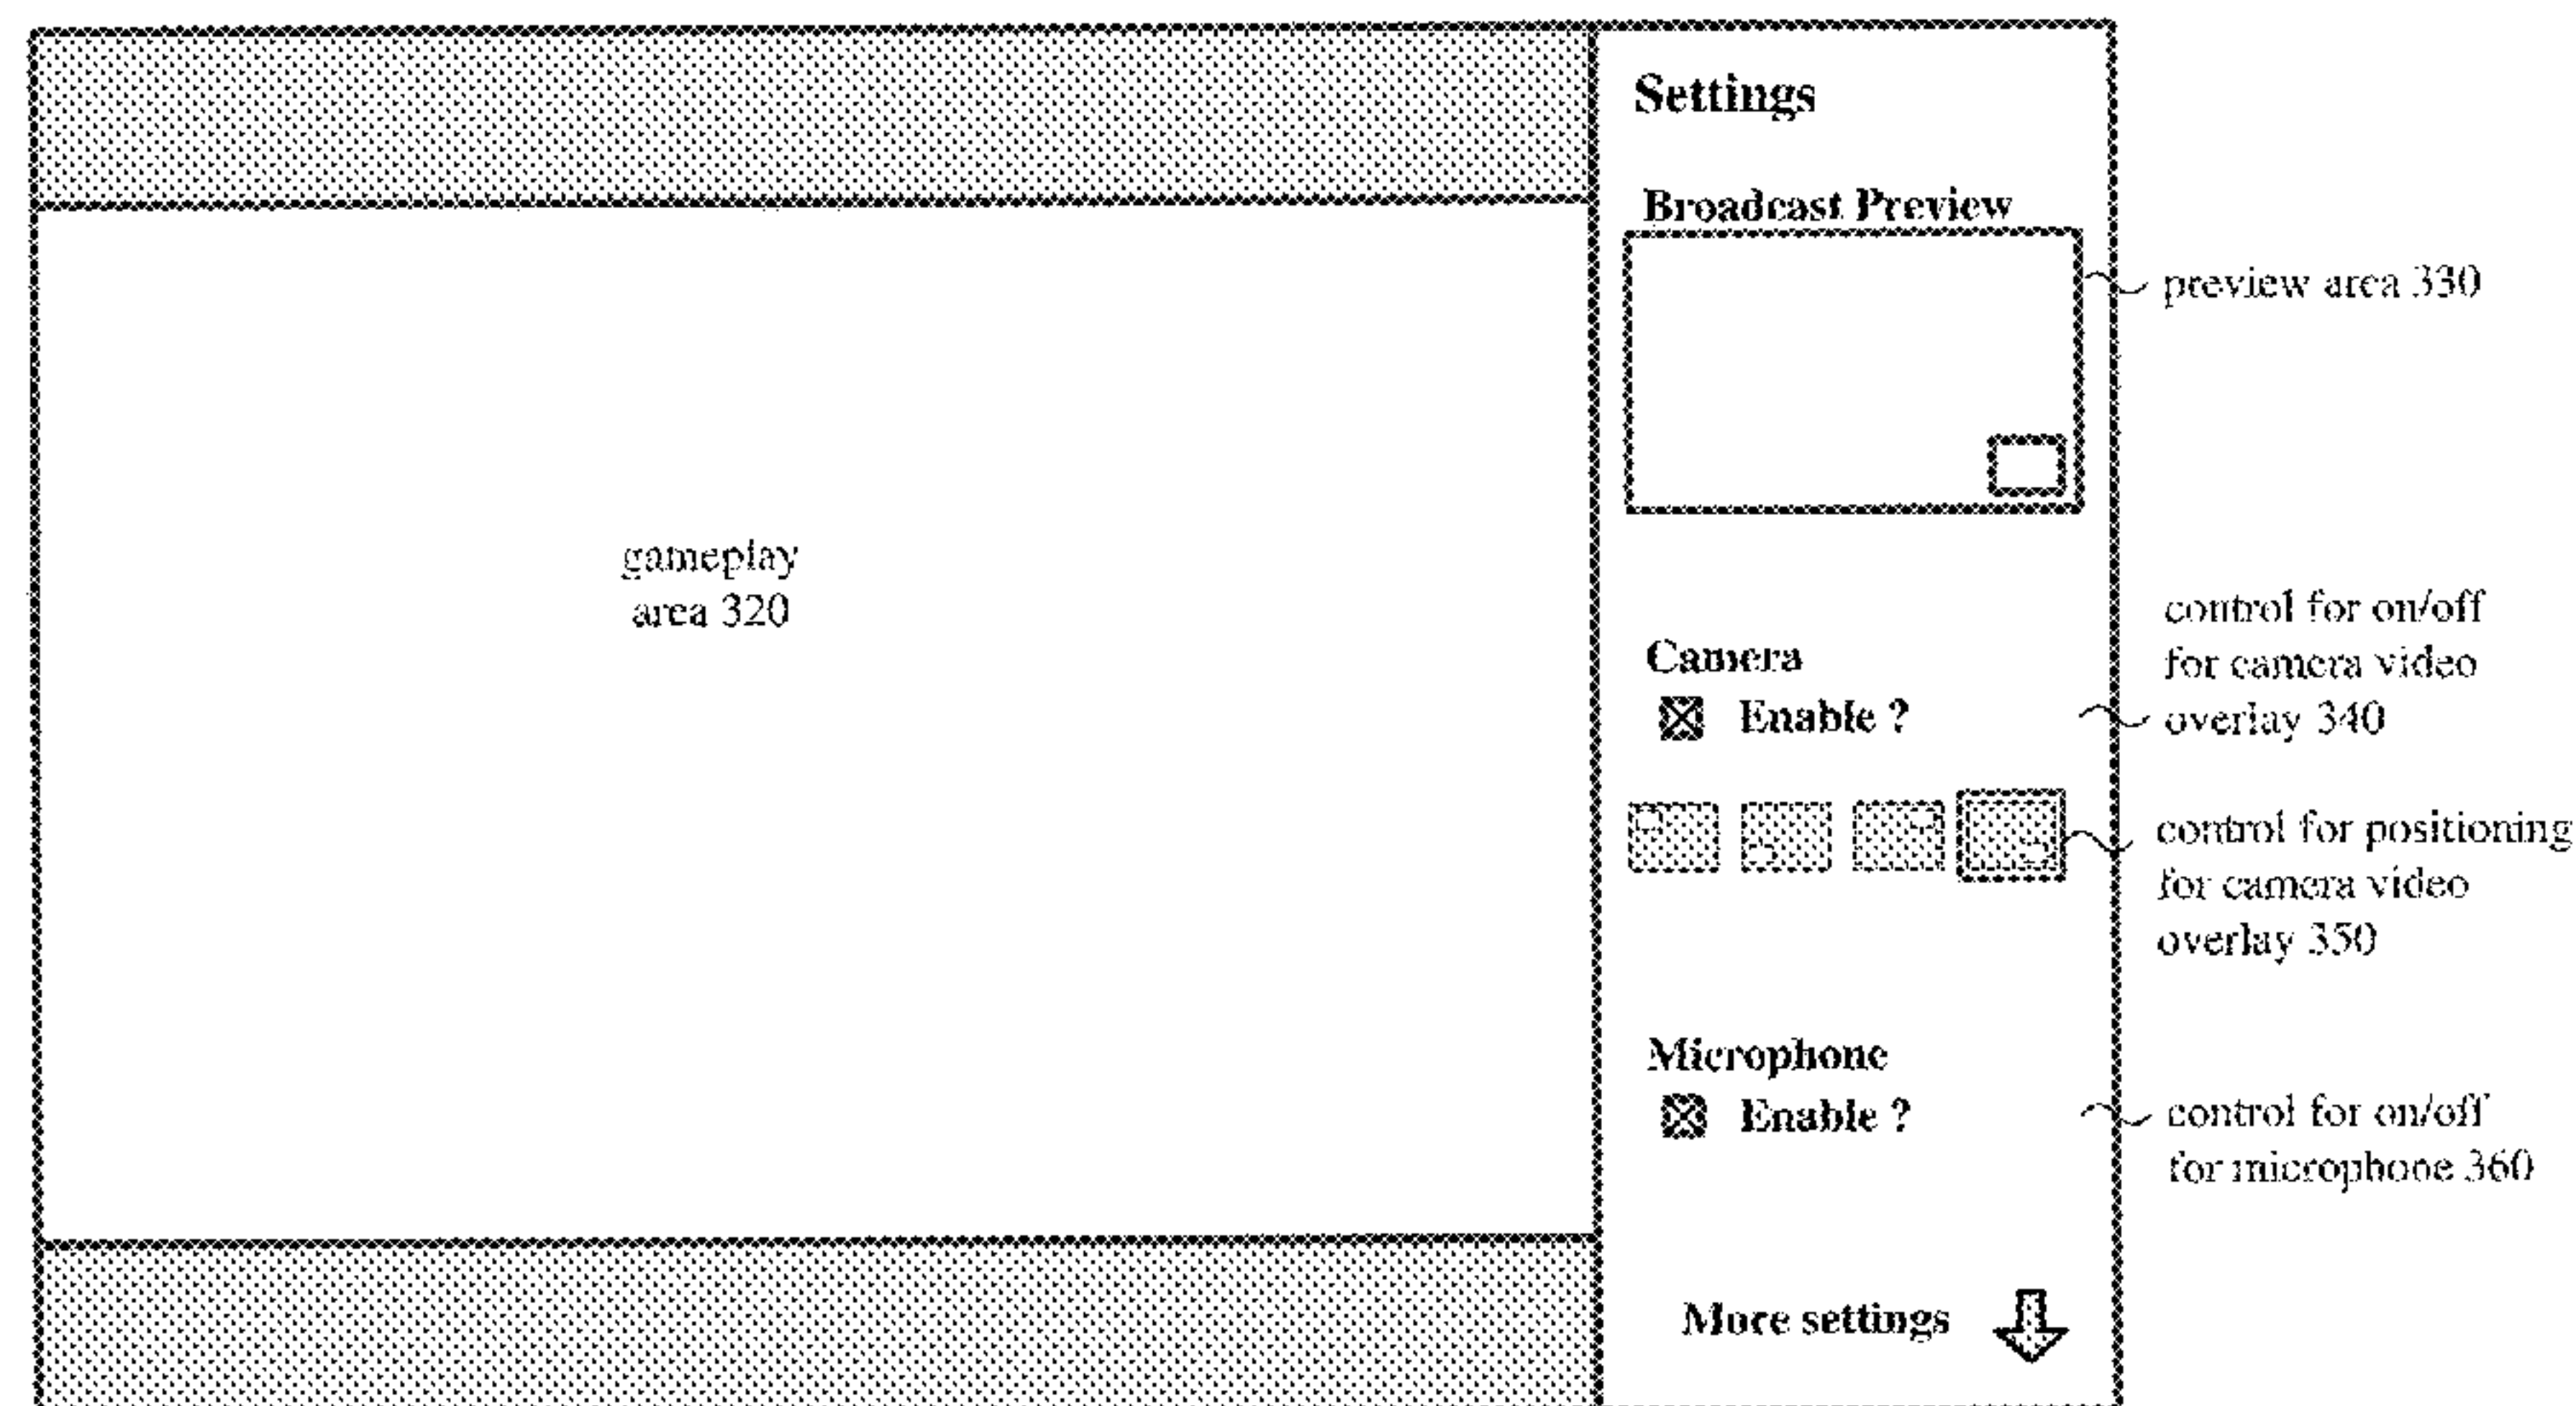 Settings
Broadcast Preview
preview area 330
gameplay
area 320
control for on/off
for camera video
overlay 340
Camera
Enable ?
control for positioning
for camera video
overlay 350
Microphone
Enable ?
control for on/off
for microphone 360
More settings